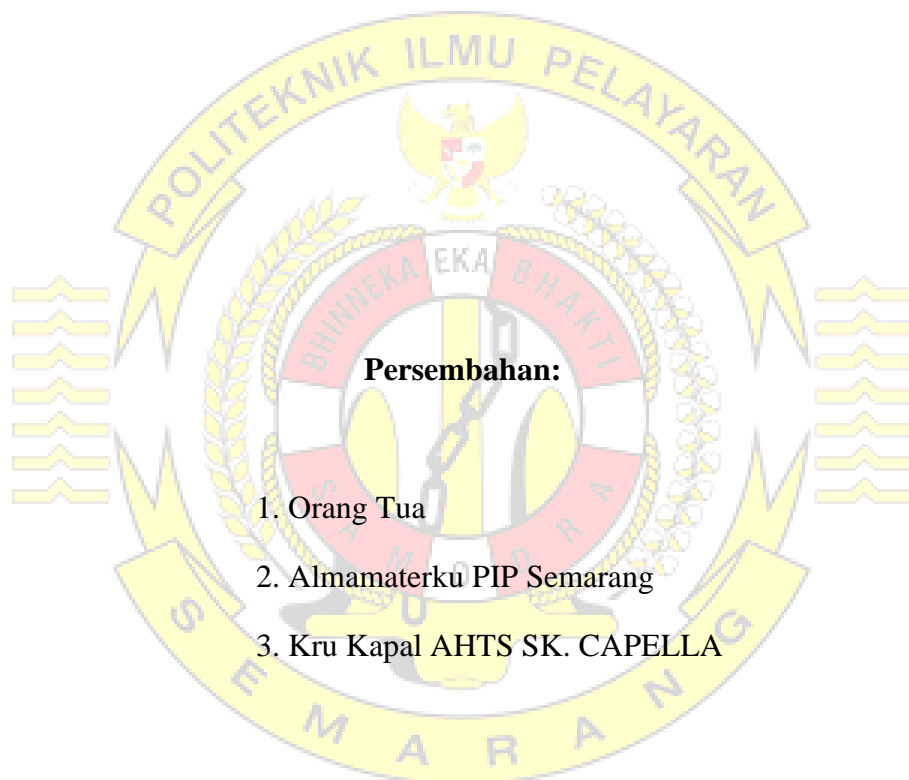 POLITEKNIK ILMU PELAYARAN
BHINNEKA EKA BHAKTI
Persembahan:
1. Orang Tua
2. Almamaterku PIP Semarang
3. Kru Kapal AHTS SK. CAPELLA
SAMODRA
SEMARANG